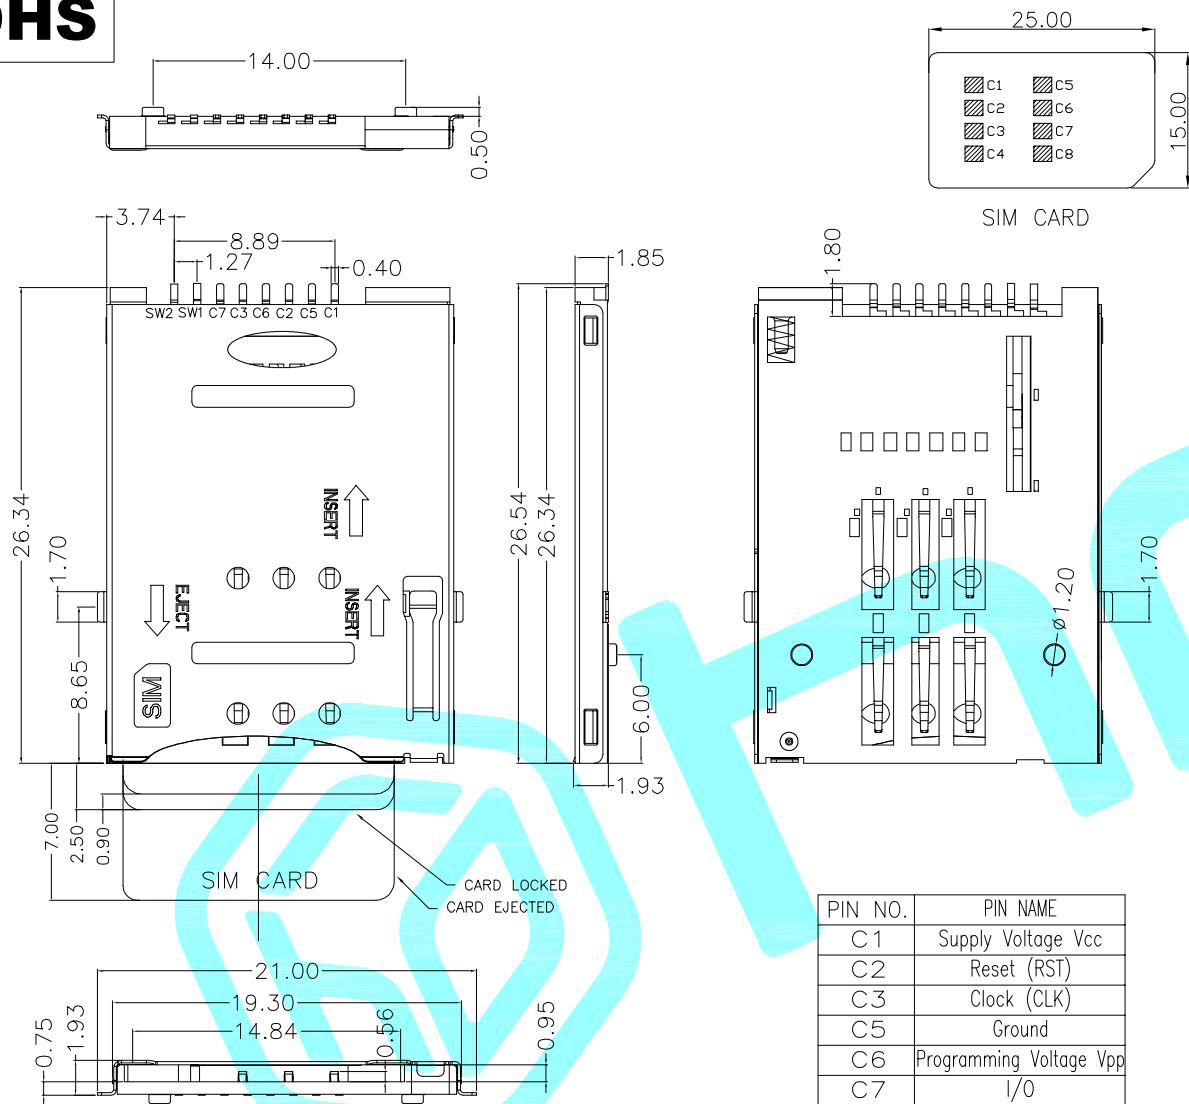 OHS
14.00
0.50
25.00
C1 C5
C2 C6
C3 C7
C4 C8
15.00
SIM CARD
3.74
8.89
1.27
0.40
SW2 SW1 C7 C3 C6 C2 C5 C1
26.34
1.70
8.65
INSERT
EJECT
INSERT
SIM
7.00
2.50
0.90
SIM CARD
CARD LOCKED
CARD EJECTED
1.85
26.54
26.34
6.00
1.93
1.80
ø1.20
1.70
21.00
19.30
14.84
0.56
0.95
0.75
1.93
PIN NO. PIN NAME
C1 Supply Voltage Vcc
C2 Reset (RST)
C3 Clock (CLK)
C5 Ground
C6 Programming Voltage Vpp
C7 I/O